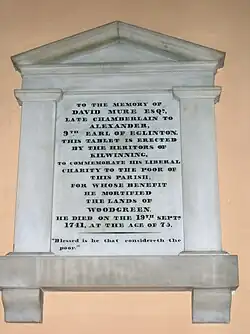 TO THE MEMORY OF
DAVID MURE ESQR.
LATE CHAMBERLAIN TO
ALEXANDER,
9TH EARL OF EGLINTON.
THIS TABLET IS ERECTED
BY THE HERITORS OF
KILWINNING,
TO COMMEMORATE HIS LIBERAL
CHARITY TO THE POOR OF
THIS PARISH,
FOR WHOSE BENEFIT
HE MORTIFIED
THE LANDS OF
WOODGREEN.
HE DIED ON THE 19TH SEPTR.
1741, AT THE AGE OF 75.
"Blessed is he that considereth the
poor."